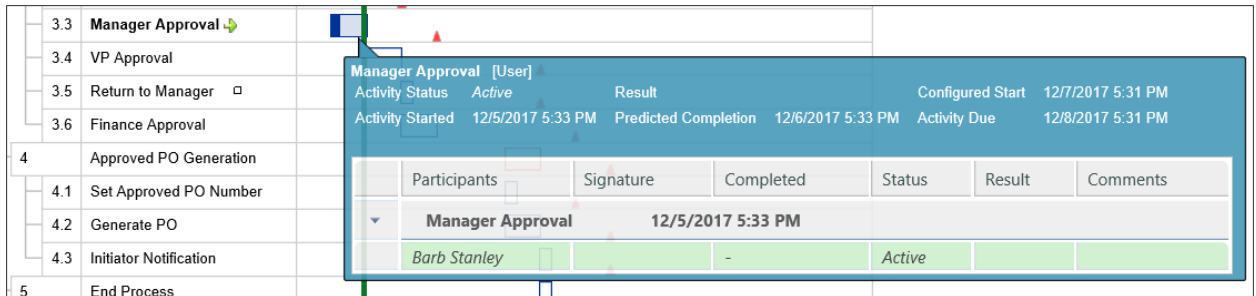 3.3 Manager Approval
3.4 VP Approval
3.5 Return to Manager
3.6 Finance Approval
4 Approved PO Generation
4.1 Set Approved PO Number
4.2 Generate PO
4.3 Initiator Notification
5 End Process
Manager Approval [User]
Activity Status Active Result Configured Start 12/7/2017 5:31 PM
Activity Started 12/5/2017 5:33 PM Predicted Completion 12/6/2017 5:33 PM Activity Due 12/8/2017 5:31 PM
Participants Signature Completed Status Result Comments
Manager Approval 12/5/2017 5:33 PM
Barb Stanley - Active